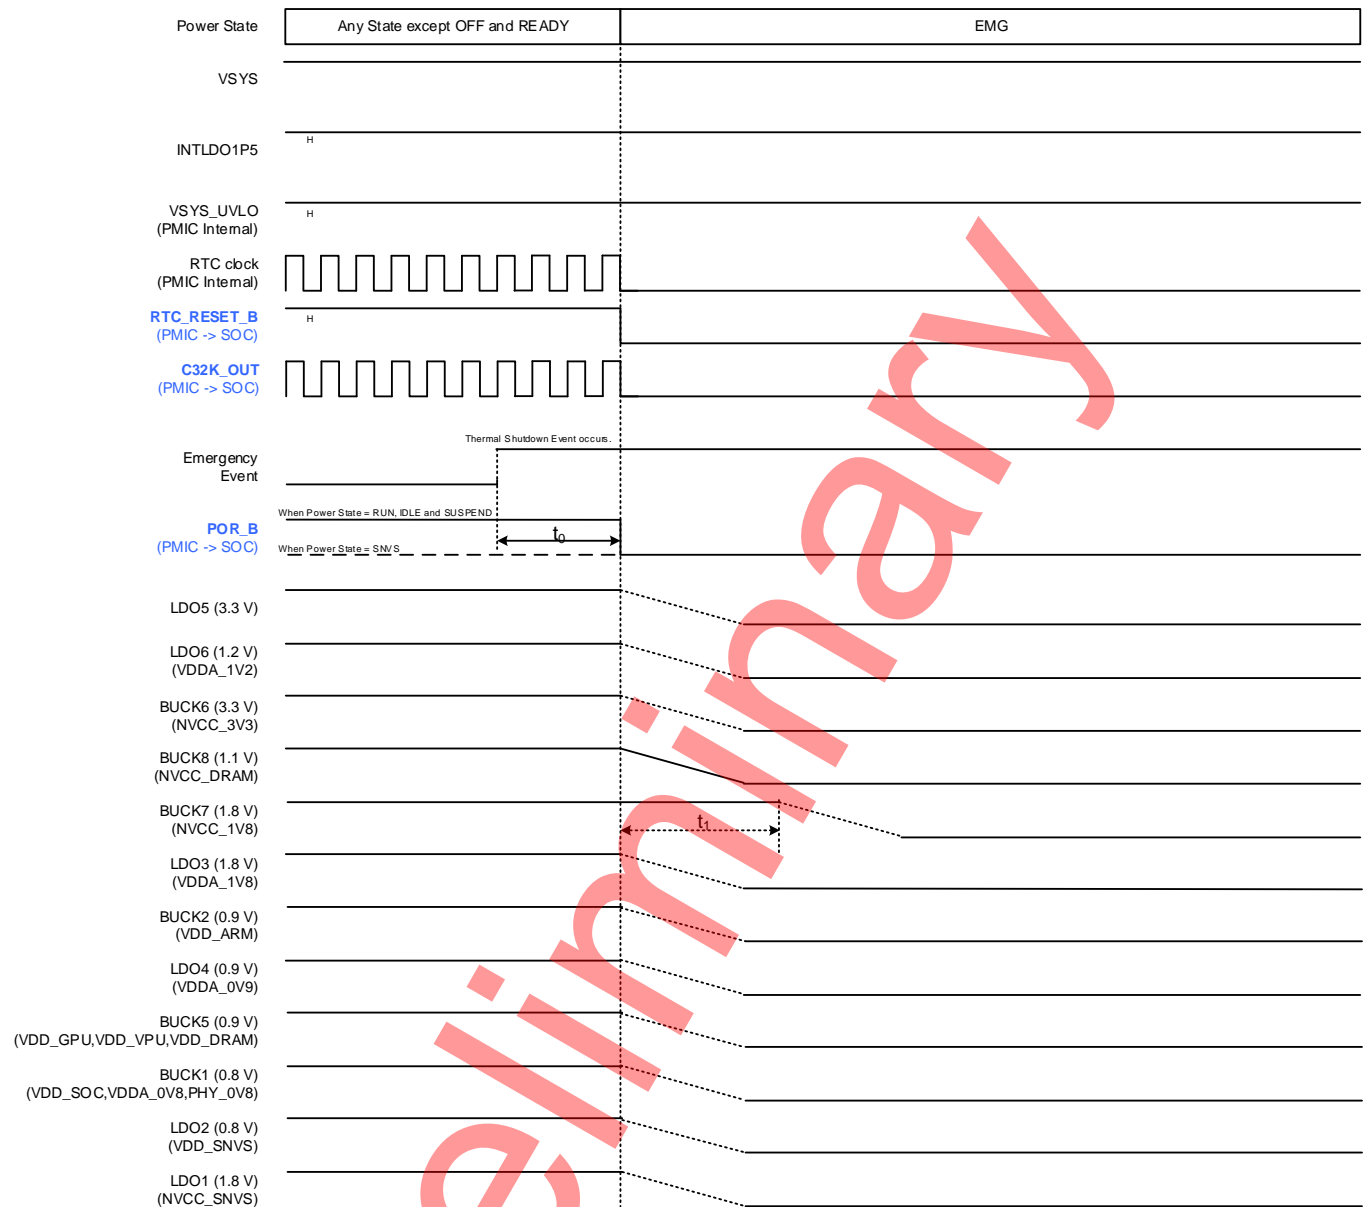 Power State
Any State except OFF and READY
EMG
VSYS
INTLDO1P5
H
VSYS_UVLO
(PMIC Internal)
H
RTC clock
(PMIC Internal)
RTC_RESET_B
(PMIC -> SOC)
H
C32K_OUT
(PMIC -> SOC)
Emergency
Event
Thermal Shutdown Event occurs.
POR_B
(PMIC -> SOC)
When Power State = RUN, IDLE and SUSPEND
When Power State = SNVS
t0
LDO5 (3.3 V)
LDO6 (1.2 V)
(VDDA_1V2)
BUCK6 (3.3 V)
(NVCC_3V3)
BUCK8 (1.1 V)
(NVCC_DRAM)
BUCK7 (1.8 V)
(NVCC_1V8)
t1
LDO3 (1.8 V)
(VDDA_1V8)
BUCK2 (0.9 V)
(VDD_ARM)
LDO4 (0.9 V)
(VDDA_0V9)
BUCK5 (0.9 V)
(VDD_GPU,VDD_VPU,VDD_DRAM)
BUCK1 (0.8 V)
(VDD_SOC,VDDA_0V8,PHY_0V8)
LDO2 (0.8 V)
(VDD_SNVS)
LDO1 (1.8 V)
(NVCC_SNVS)
eliminary